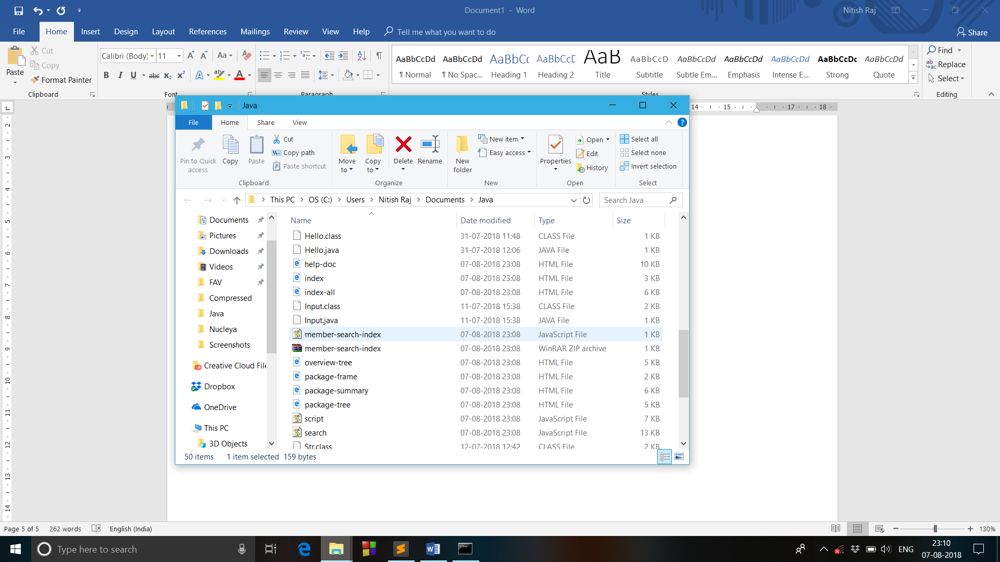 Document1 - Word
Nitish Raj
File Home Insert Design Layout References Mailings Review View Help Tell me what you want to do Share
Paste
Cut
Copy
Format Painter
Clipboard
Calibri (Body) 11
Font
Paragraph
AaBbCcDd AaBbCcDd AaBbCc AaBbCcD AaB AaBbCcD AaBbCcDd AaBbCcDd AaBbCcDd AaBbCcDc AaBbCcDd
¶ Normal ¶ No Spac... Heading 1 Heading 2 Title Subtitle Subtle Em... Emphasis Intense E... Strong Quote
Styles
Find
Replace
Select
Editing
14 15 17 18
2
3
4
5
6
7
8
9
10
11
12
13
14
Java
File Home Share View
Pin to Quick access
Copy
Paste
Cut
Copy path
Paste shortcut
Clipboard
Move to
Copy to
Delete
Rename
Organize
New folder
New item
Easy access
New
Properties
Open
Edit
History
Open
Select all
Select none
Invert selection
Select
This PC > OS (C:) > Users > Nitish Raj > Documents > Java
Search Java
Documents
Pictures
Downloads
Videos
FAV
Compressed
Java
Nucleya
Screenshots
Creative Cloud File
Dropbox
OneDrive
This PC
3D Objects
Name Date modified Type Size
Hello.class 31-07-2018 11:48 CLASS File 1 KB
Hello.java 31-07-2018 12:06 JAVA File 1 KB
help-doc 07-08-2018 23:08 HTML File 10 KB
index 07-08-2018 23:08 HTML File 3 KB
index-all 07-08-2018 23:08 HTML File 6 KB
Input.class 11-07-2018 15:38 CLASS File 2 KB
Input.java 11-07-2018 15:38 JAVA File 1 KB
member-search-index 07-08-2018 23:08 JavaScript File 1 KB
member-search-index 07-08-2018 23:08 WinRAR ZIP archive 1 KB
overview-tree 07-08-2018 23:08 HTML File 5 KB
package-frame 07-08-2018 23:08 HTML File 2 KB
package-summary 07-08-2018 23:08 HTML File 6 KB
package-tree 07-08-2018 23:08 HTML File 5 KB
script 07-08-2018 23:08 JavaScript File 7 KB
search 07-08-2018 23:08 JavaScript File 13 KB
Str.class 12-07-2018 12:42 CLASS File 2 KB
50 items 1 item selected 159 bytes
Page 5 of 5 262 words English (India)
130%
Type here to search
ENG
23:10
07-08-2018